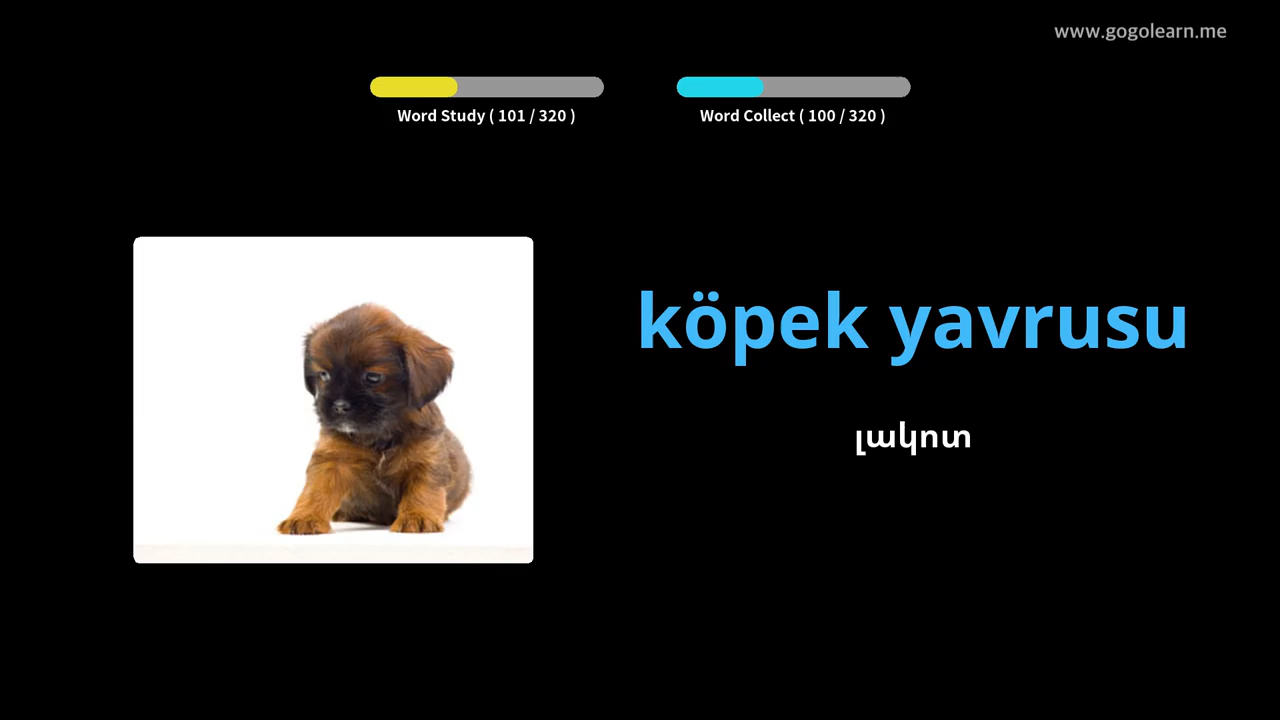 www.gogolearn.me
Word Study ( 101 / 320 )
Word Collect ( 100 / 320 )
köpek yavrusu
լակոտ